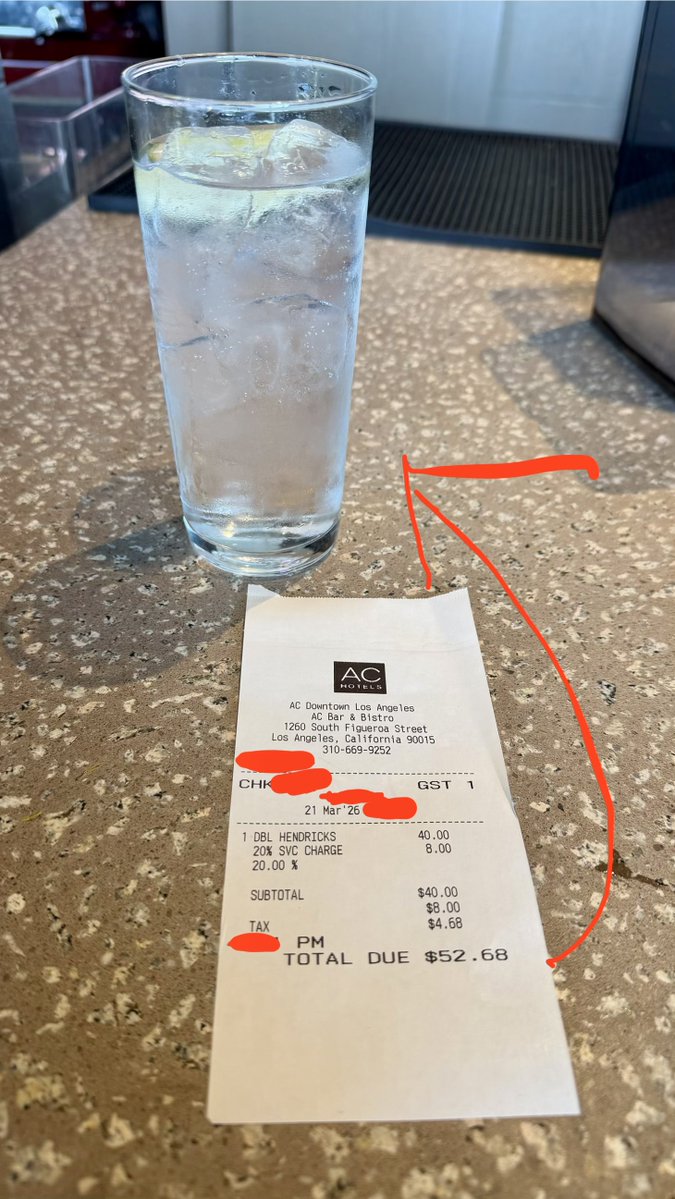 AC
HOTELS
AC Downtown Los Angeles
AC Bar & Bistro
1260 South Figueroa Street
Los Angeles, California 90015
310-669-9252
CHK GST 1
21 Mar'26
1 DBL HENDRICKS 40.00
20% SVC CHARGE 8.00
20.00 %
SUBTOTAL $40.00
$8.00
TAX $4.68
PM
TOTAL DUE $52.68